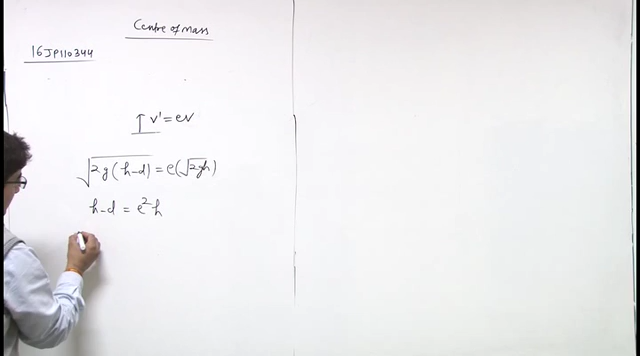 Centre of mass
16JP110344
↑ v' = ev
√2g(h-d) = e(√2gh)
h-d = e²h